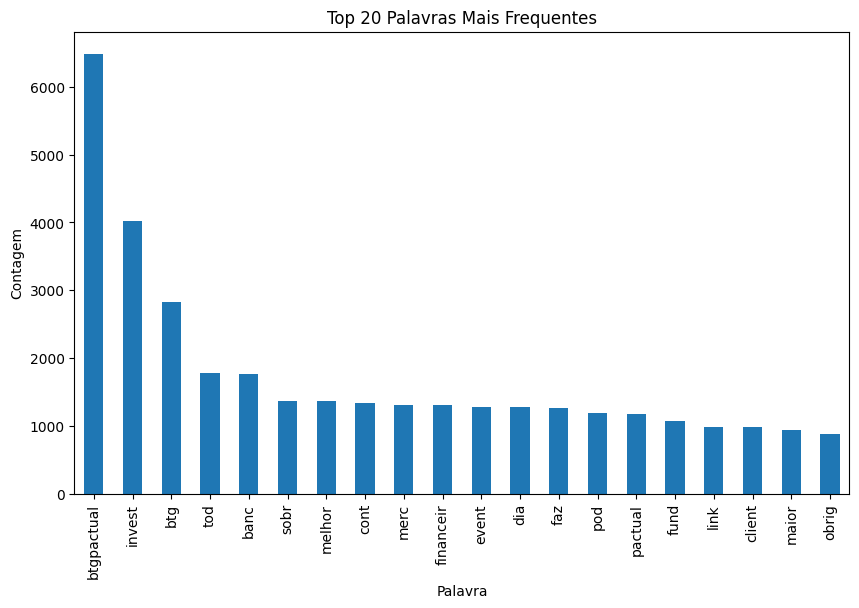 Top 20 Palavras Mais Frequentes
Contagem
6000
5000
4000
3000
2000
1000
0
btgpactual
invest
btg
tod
banc
sobr
melhor
cont
merc
financeir
event
dia
faz
pod
pactual
fund
link
client
maior
obrig
Palavra